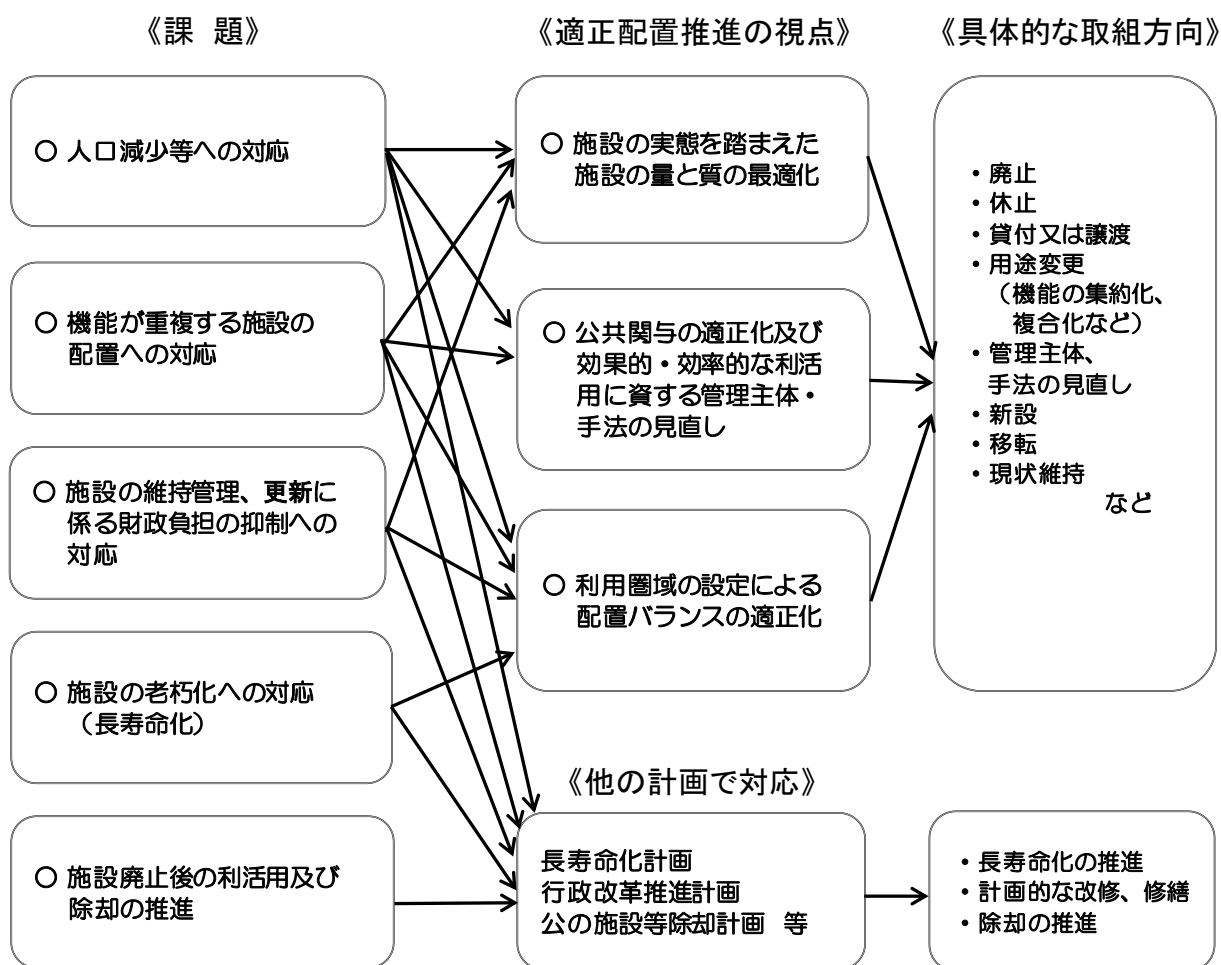 《課 題》
○ 人口減少等への対応
○ 機能が重複する施設の
配置への対応
○ 施設の維持管理、更新に
係る財政負担の抑制への
対応
○ 施設の老朽化への対応
（長寿命化）
○ 施設廃止後の利活用及び
除却の推進
《適正配置推進の視点》
○ 施設の実態を踏まえた
施設の量と質の最適化
○ 公共関与の適正化及び
効果的・効率的な利活
用に資する管理主体・
手法の見直し
○ 利用圏域の設定による
配置バランスの適正化
《他の計画で対応》
長寿命化計画
行政改革推進計画
公の施設等除却計画 等
《具体的な取組方向》
・廃止
・休止
・貸付又は譲渡
・用途変更
（機能の集約化、
複合化など）
・管理主体、
手法の見直し
・新設
・移転
・現状維持
など
・長寿命化の推進
・計画的な改修、修繕
・除却の推進